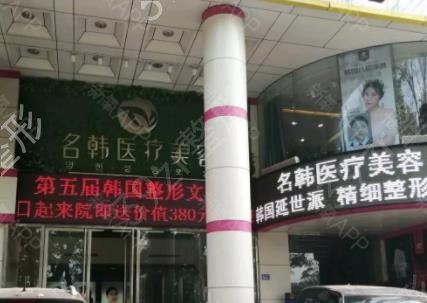 名韩医疗美容
第五届韩国整形文
口起来院即送价值380元
名韩医疗美容
韩国延世派 精细整形